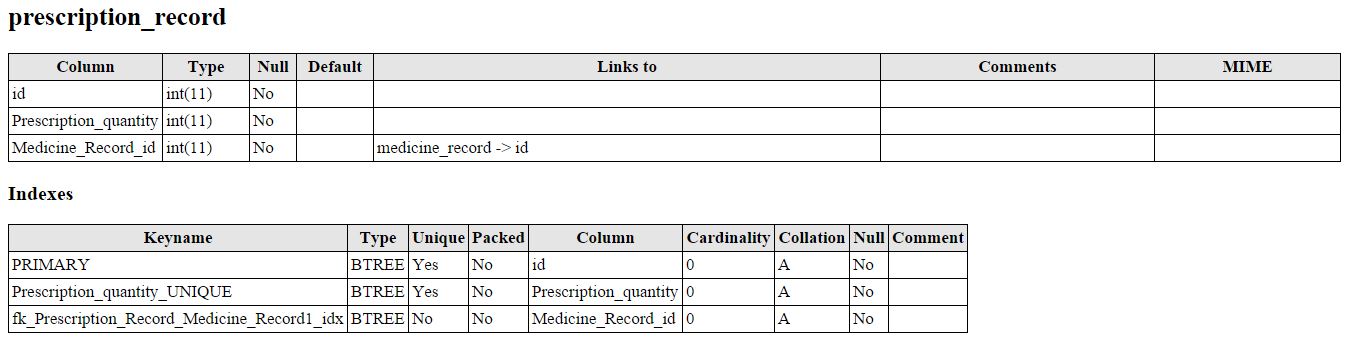 prescription_record
Column Type Null Default Links to Comments MIME
id int(11) No
Prescription_quantity int(11) No
Medicine_Record_id int(11) No medicine_record -> id
Indexes
Keyname Type Unique Packed Column Cardinality Collation Null Comment
PRIMARY BTREE Yes No id 0 A No
Prescription_quantity_UNIQUE BTREE Yes No Prescription_quantity 0 A No
fk_Prescription_Record_Medicine_Record1_idx BTREE No No Medicine_Record_id 0 A No